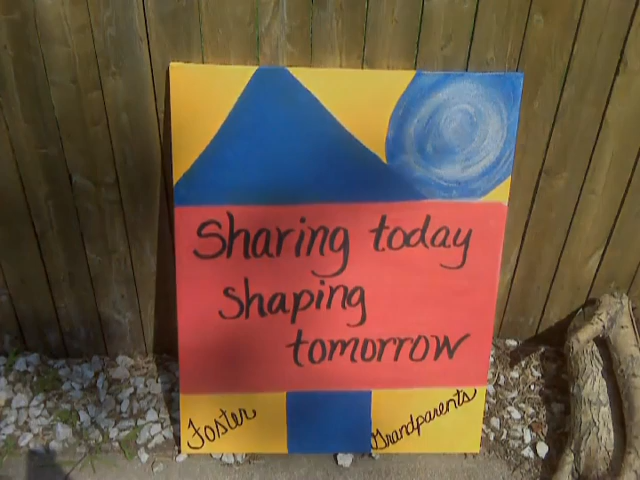 Sharing today
shaping
tomorrow
Foster
Grandparents